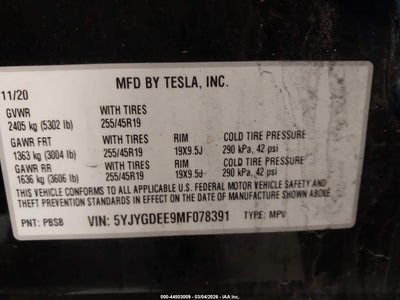 MFD BY TESLA, INC.
11/20
GVWR WITH TIRES
2405 kg (5302 lb) 255/45R19
GAWR FRT WITH TIRES RIM COLD TIRE PRESSURE
1363 kg (3004 lb) 255/45R19 19X9.5J 290 kPa, 42 psi
GAWR RR WITH TIRES RIM COLD TIRE PRESSURE
1636 kg (3606 lb) 255/45R19 19X9.5J 290 kPa, 42 psi
THIS VEHICLE CONFORMS TO ALL APPLICABLE U.S. FEDERAL MOTOR VEHICLE SAFETY AND
THEFT PREVENTION STANDARDS IN EFFECT ON THE DATE OF MANUFACTURE SHOWN ABOVE.
PNT: PBSB VIN: 5YJYGDEE9MF078391 TYPE: MPV
000-44503009 - 03/04/2026 - IAA Inc.